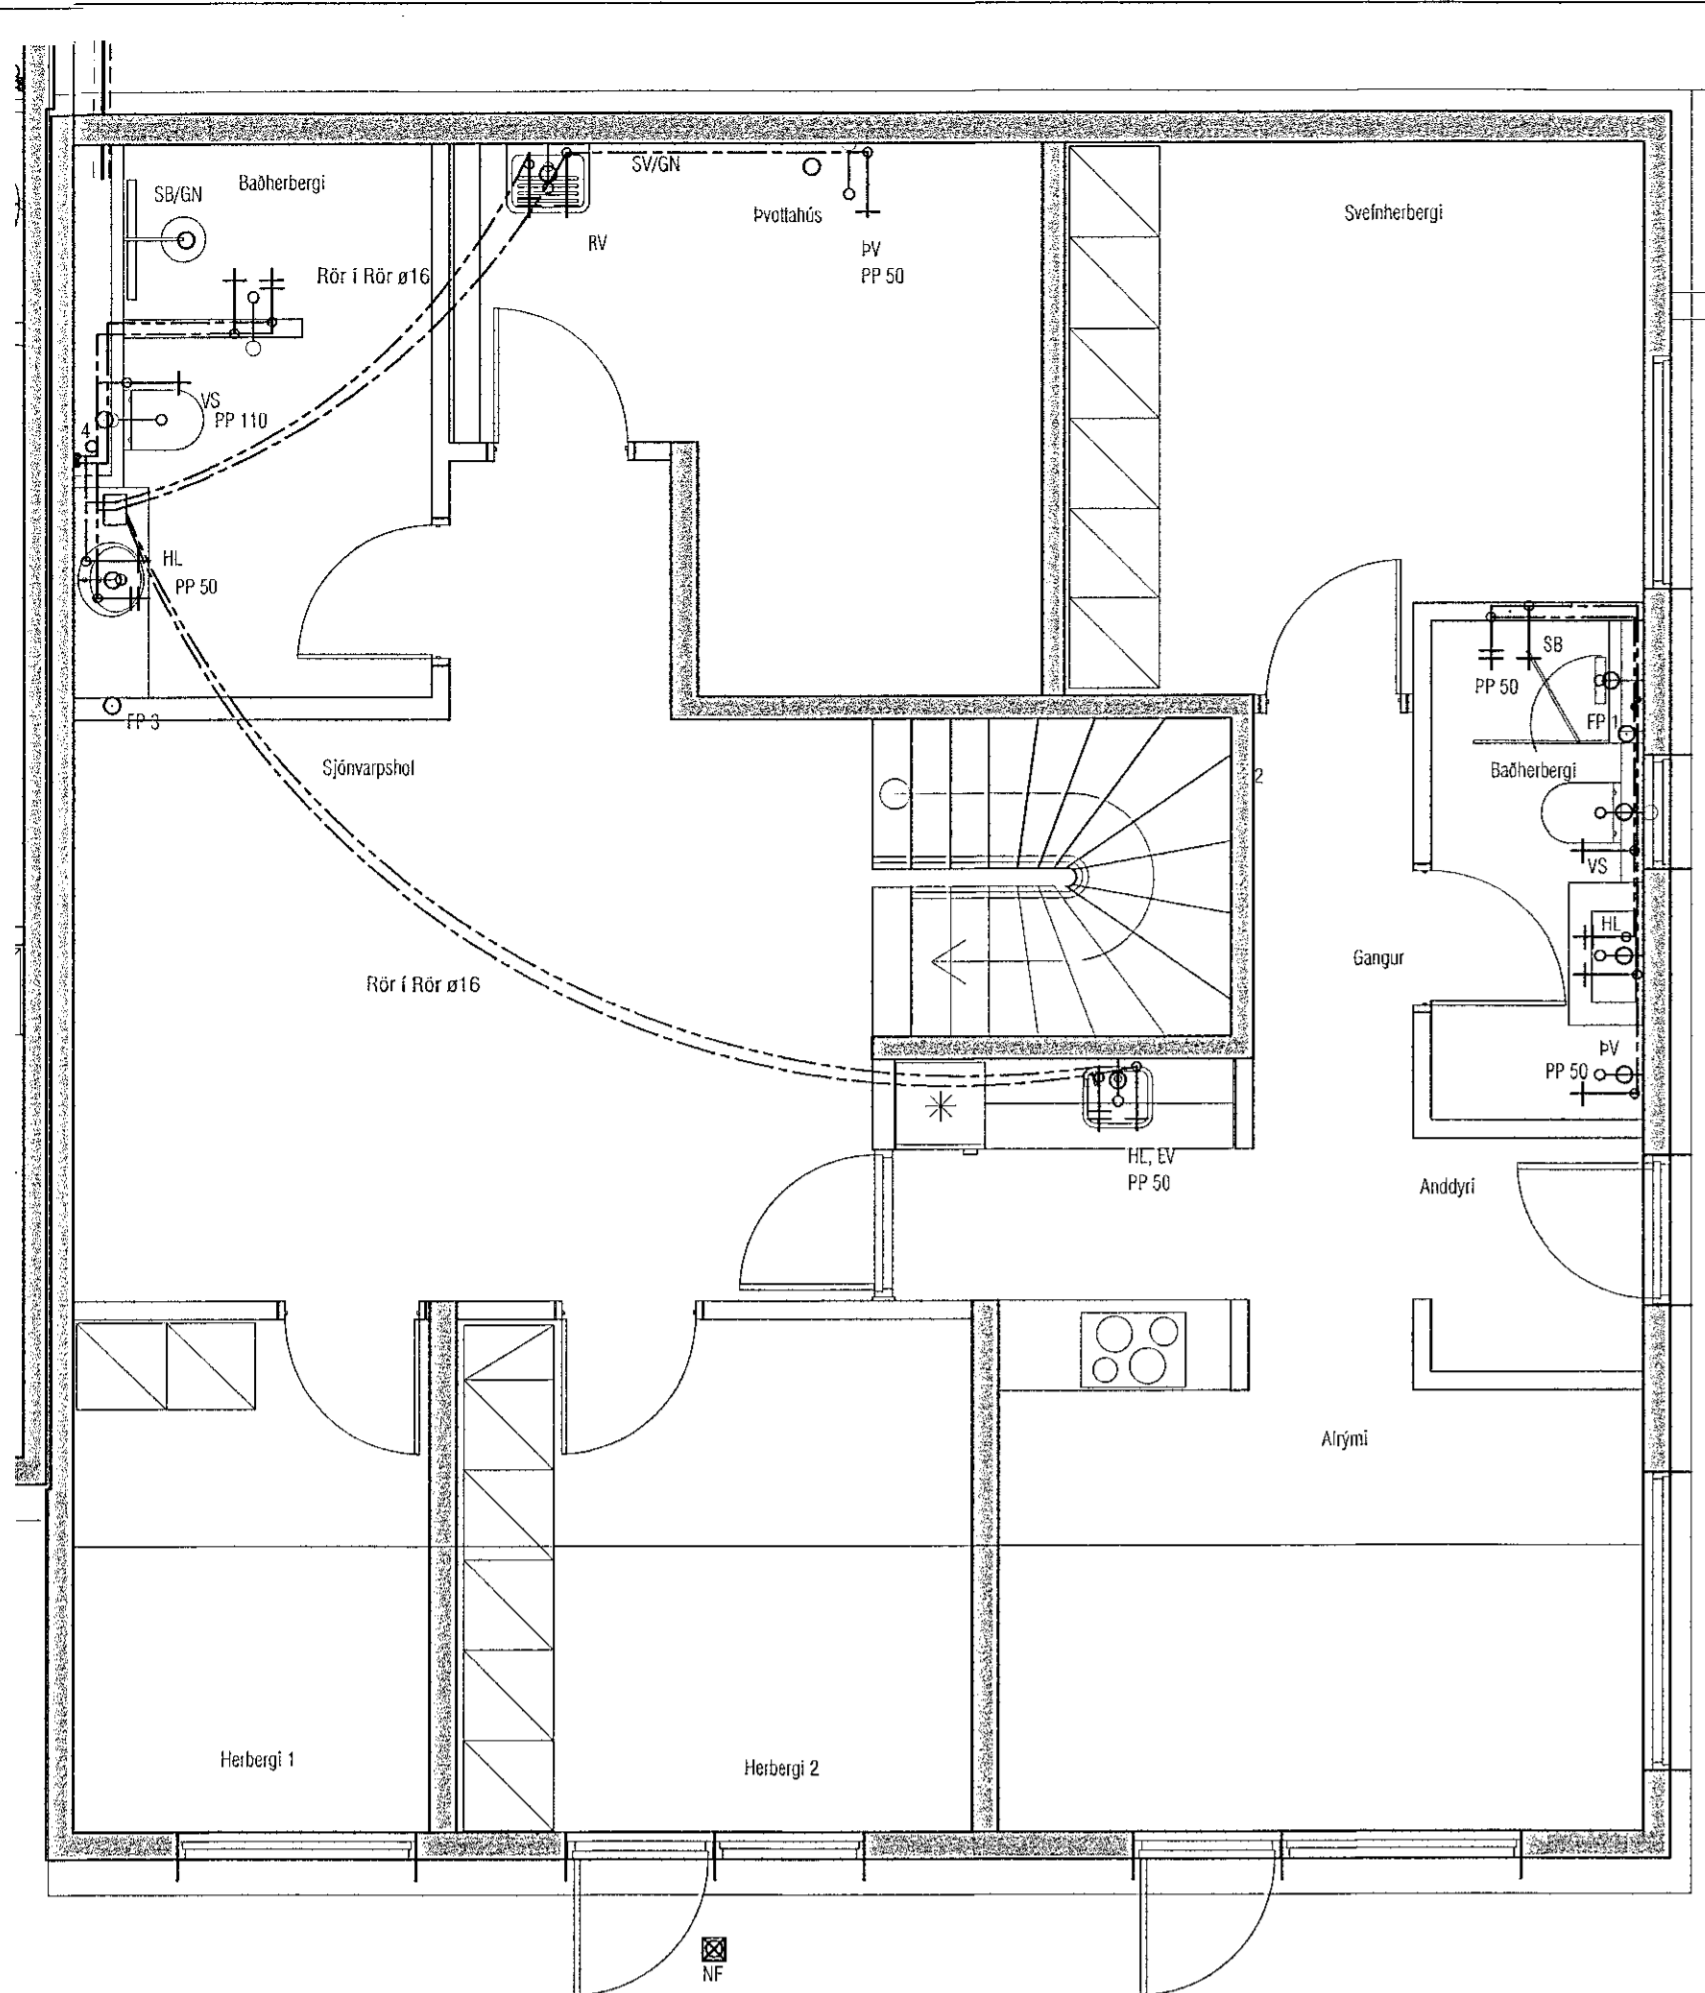 Baðherbergi
SB/GN
SV/GN
Þvottahús
Svefnherbergi
RV
ÞV
PP 50
Rör í Rör ø16
VS
PP 110
4
HL
PP 50
SB
PP 50
FP 1
FP 3
Sjónvarpshol
Baðherbergi
2
VS
HL
Gangur
Rör í Rör ø16
ÞV
PP 50
HL, EV
PP 50
Anddyri
Alrými
Herbergi 1
Herbergi 2
NF